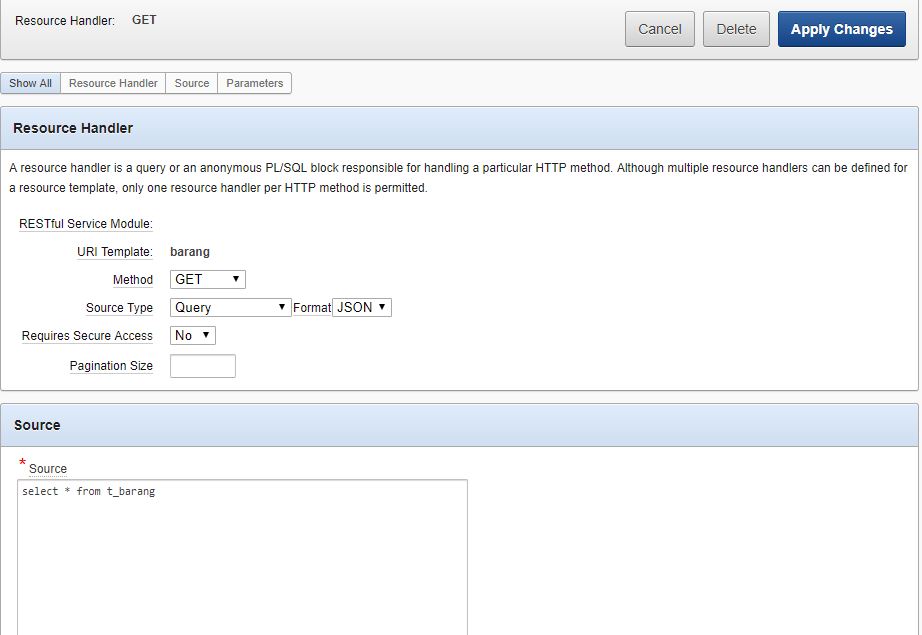 Resource Handler: GET
Cancel Delete Apply Changes
Show All Resource Handler Source Parameters
Resource Handler
A resource handler is a query or an anonymous PL/SQL block responsible for handling a particular HTTP method. Although multiple resource handlers can be defined for
a resource template, only one resource handler per HTTP method is permitted.
RESTful Service Module:
URI Template: barang
Method GET
Source Type Query Format JSON
Requires Secure Access No
Pagination Size
Source
* Source
select * from t_barang